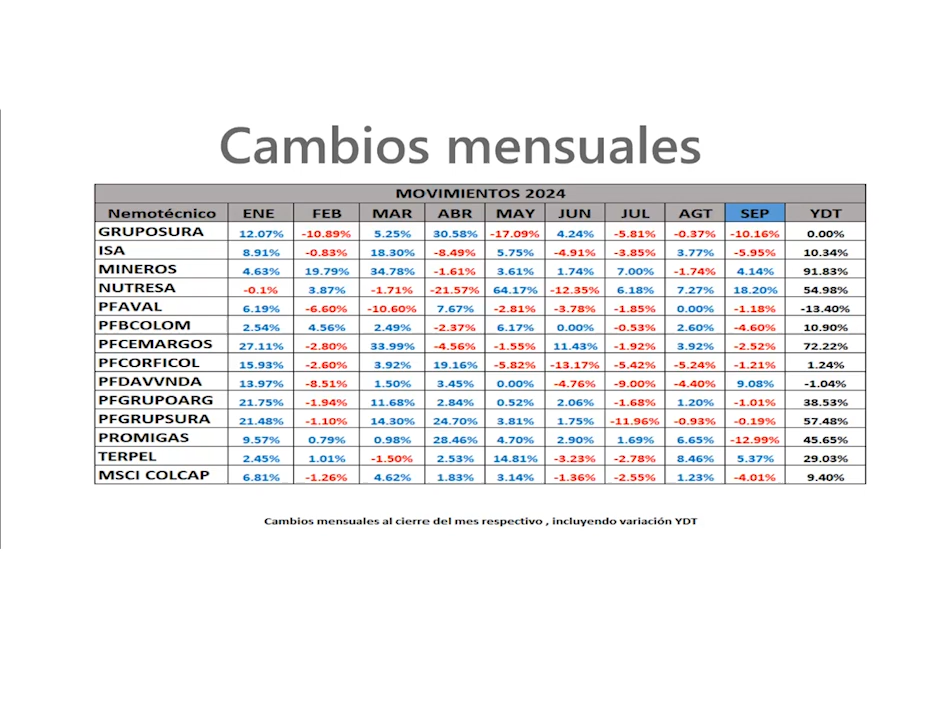 Cambios mensuales
MOVIMIENTOS 2024
Nemotécnico ENE FEB MAR ABR MAY JUN JUL AGT SEP YDT
GRUPOSURA 12.07% -10.89% 5.25% 30.58% -17.09% 4.24% -5.81% -0.37% -10.16% 0.00%
ISA 8.91% -0.83% 18.30% -8.49% 5.75% -4.91% -3.85% 3.77% -5.95% 10.34%
MINEROS 4.63% 19.79% 34.78% -1.61% 3.61% 1.74% 7.00% -1.74% 4.14% 91.83%
NUTRESA -0.1% 3.87% -1.71% -21.57% 64.17% -12.35% 6.18% 7.27% 18.20% 54.98%
PFAVAL 6.19% -6.60% -10.60% 7.67% -2.81% -3.78% -1.85% 0.00% -1.18% -13.40%
PFBCOLOM 2.54% 4.56% 2.49% -2.37% 6.17% 0.00% -0.53% 2.60% -4.60% 10.90%
PFCEMARGOS 27.11% -2.80% 33.99% -4.56% -1.55% 11.43% -1.92% 3.92% -2.52% 72.22%
PFCORFICOL 15.93% -2.60% 3.92% 19.16% -5.82% -13.17% -5.42% -5.24% -1.21% 1.24%
PFDAVVNDA 13.97% -8.51% 1.50% 3.45% 0.00% -4.76% -9.00% -4.40% 9.08% -1.04%
PFGRUPOARG 21.75% -1.94% 11.68% 2.84% 0.52% 2.06% -1.68% 1.20% -1.01% 38.53%
PFGRUPSURA 21.48% -1.10% 14.30% 24.70% 3.81% 1.75% -11.96% -0.93% -0.19% 57.48%
PROMIGAS 9.57% 0.79% 0.98% 28.46% 4.70% 2.90% 1.69% 6.65% -12.99% 45.65%
TERPEL 2.45% 1.01% -1.50% 2.53% 14.81% -3.23% -2.78% 8.46% 5.37% 29.03%
MSCI COLCAP 6.81% -1.26% 4.62% 1.83% 3.14% -1.36% -2.55% 1.23% -4.01% 9.40%
Cambios mensuales al cierre del mes respectivo , incluyendo variación YDT